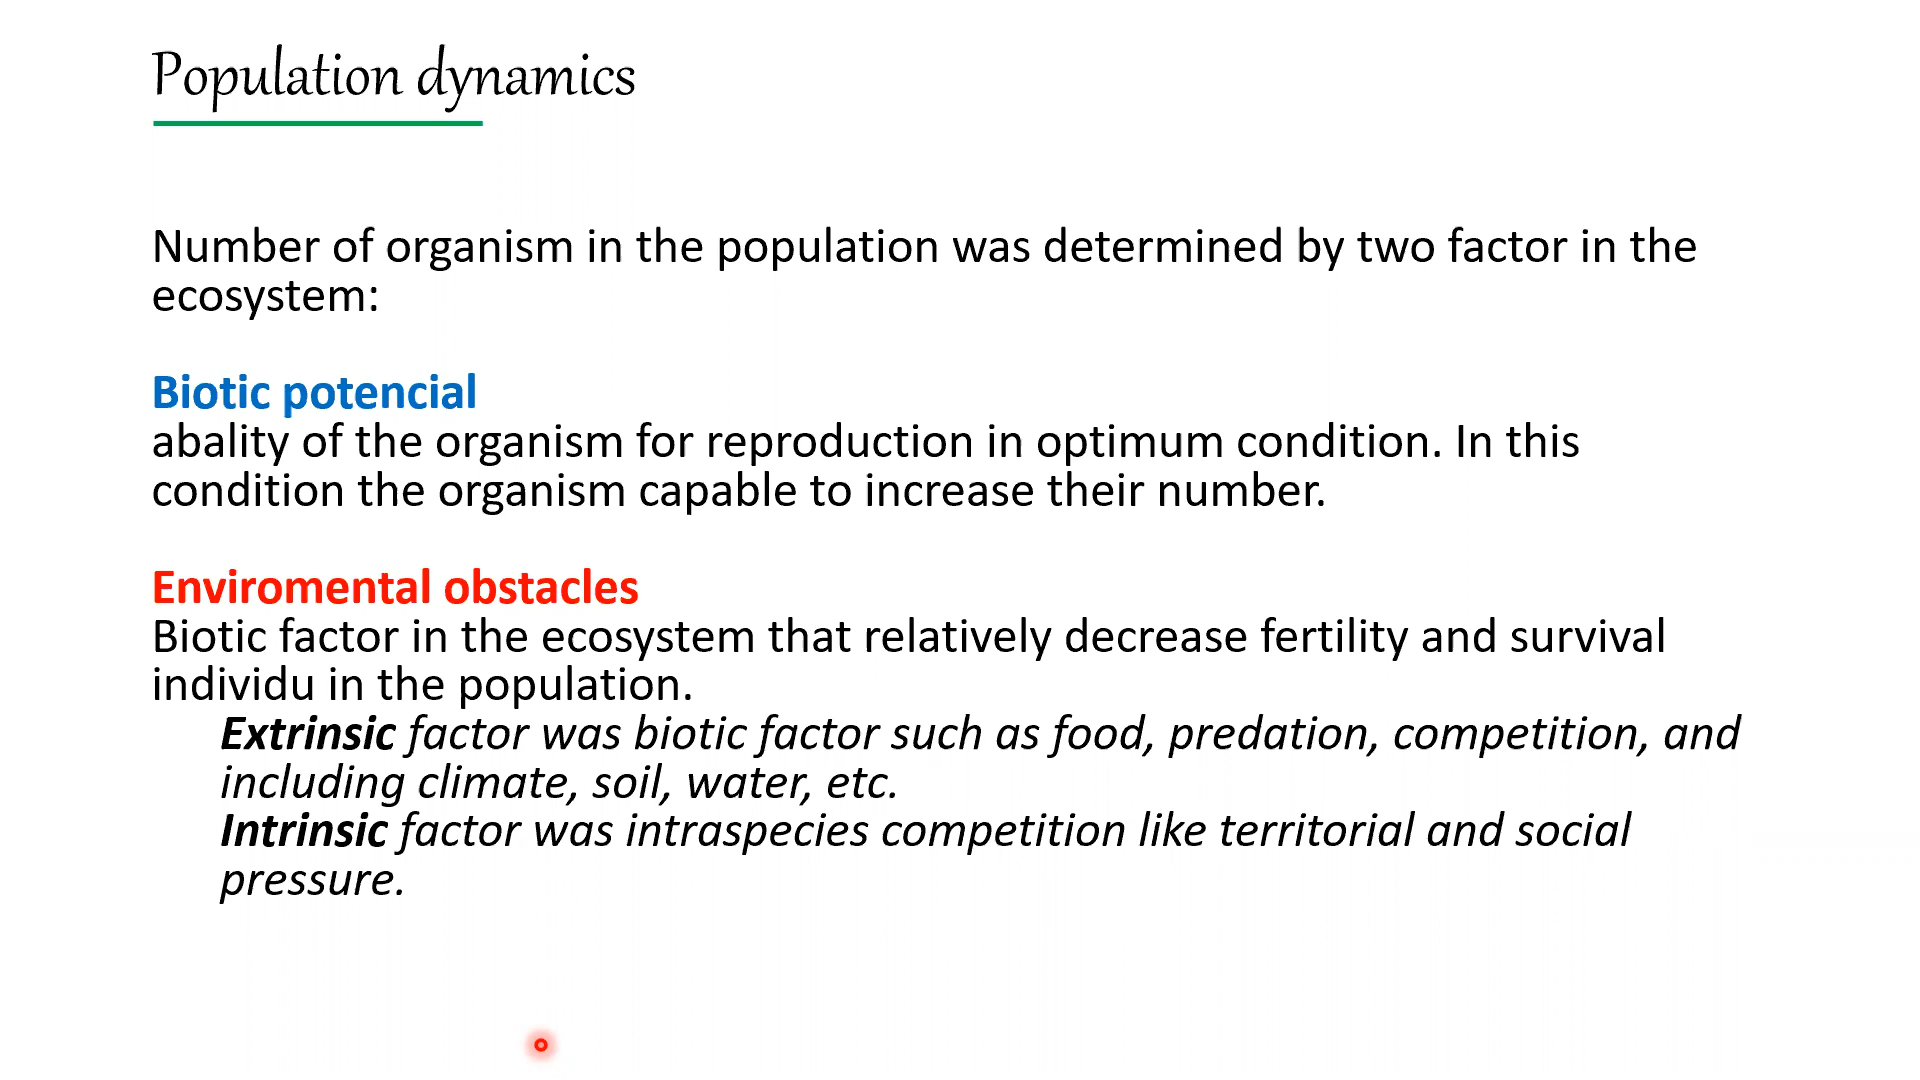 Population dynamics
Number of organism in the population was determined by two factor in the
ecosystem:
Biotic potencial
abality of the organism for reproduction in optimum condition. In this
condition the organism capable to increase their number.
Enviromental obstacles
Biotic factor in the ecosystem that relatively decrease fertility and survival
individu in the population.
Extrinsic factor was biotic factor such as food, predation, competition, and
including climate, soil, water, etc.
Intrinsic factor was intraspecies competition like territorial and social
pressure.